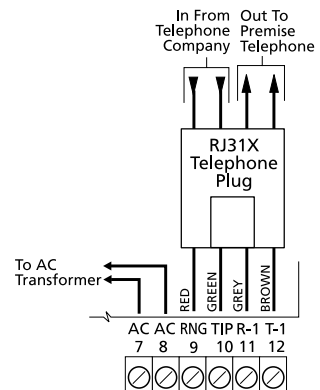 In From Out To
Telephone Premise
Company Telephone
RJ31X
Telephone
Plug
To AC
Transformer
RED
GREEN
GREY
BROWN
AC AC RNG TIP R-1 T-1
7 8 9 10 11 12